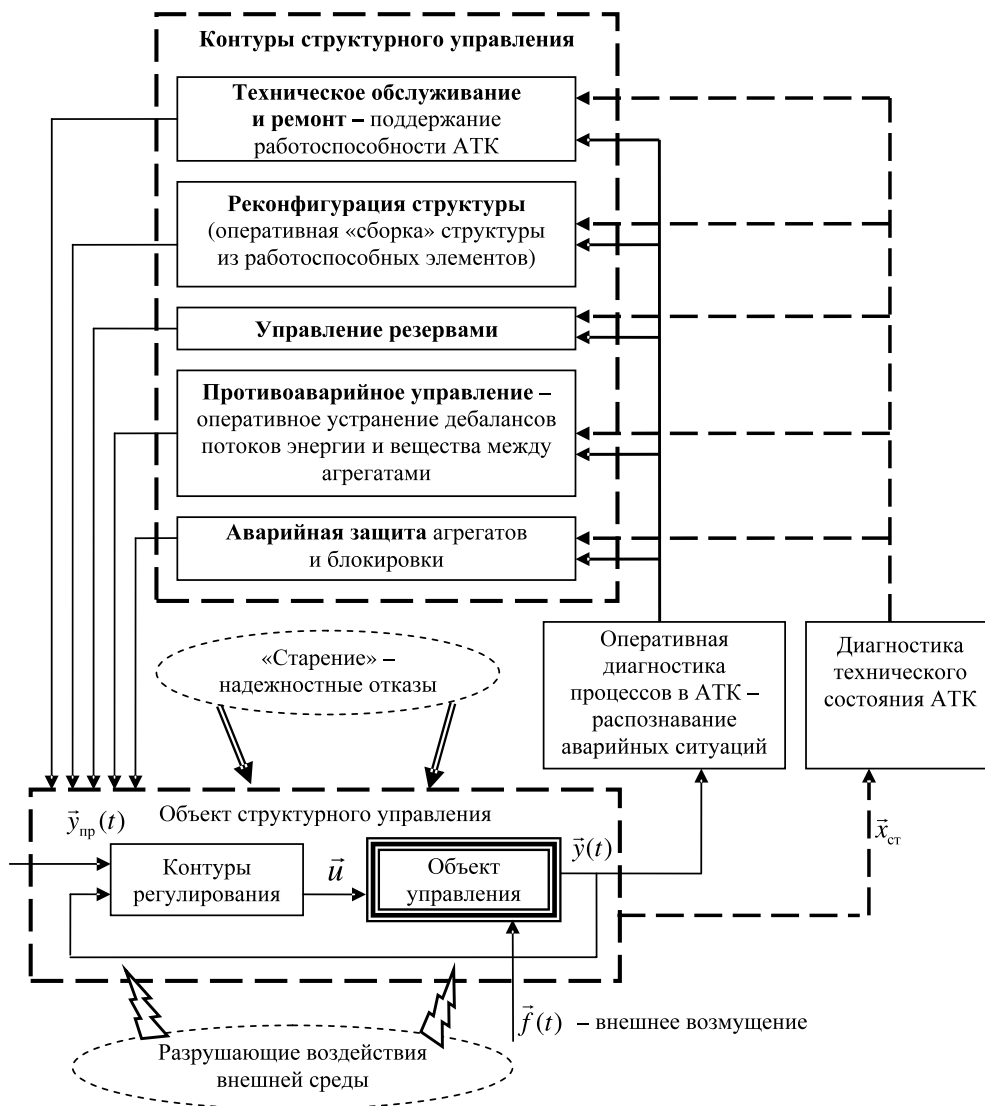 Контуры структурного управления
Техническое обслуживание
и ремонт – поддержание
работоспособности АТК
Реконфигурация структуры
(оперативная «сборка» структуры
из работоспособных элементов)
Управление резервами
Противоаварийное управление –
оперативное устранение дебалансов
потоков энергии и вещества между
агрегатами
Аварийная защита агрегатов
и блокировки
«Старение» –
надежностные отказы
Оперативная
диагностика
процессов в АТК –
распознавание
аварийных ситуаций
Диагностика
технического
состояния АТК
Объект структурного управления
y⃗пр(t)
Контуры
регулирования
u⃗
Объект
управления
y⃗(t)
x⃗ст
f⃗(t) – внешнее возмущение
Разрушающие воздействия
внешней среды